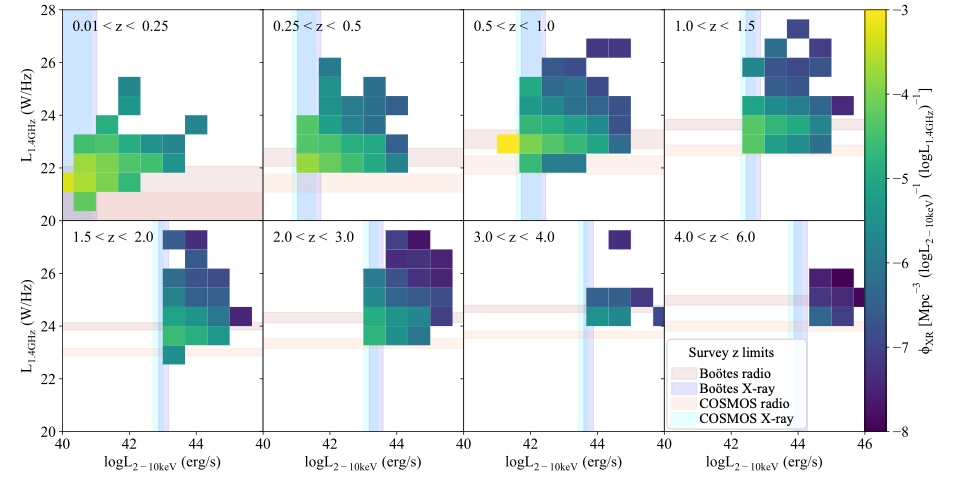 0.01 < z < 0.25
0.25 < z < 0.5
0.5 < z < 1.0
1.0 < z < 1.5
28
26
24
22
20
L1.4GHz (W/Hz)
1.5 < z < 2.0
2.0 < z < 3.0
3.0 < z < 4.0
4.0 < z < 6.0
26
24
22
20
L1.4GHz (W/Hz)
Survey z limits
Boötes radio
Boötes X-ray
COSMOS radio
COSMOS X-ray
40 42 44 40 42 44 40 42 44 40 42 44 46
logL2−10keV (erg/s)
logL2−10keV (erg/s)
logL2−10keV (erg/s)
logL2−10keV (erg/s)
−3
−4
−5
−6
−7
−8
ϕXR [Mpc−3 (logL2−10keV)−1 (logL1.4GHz)−1]